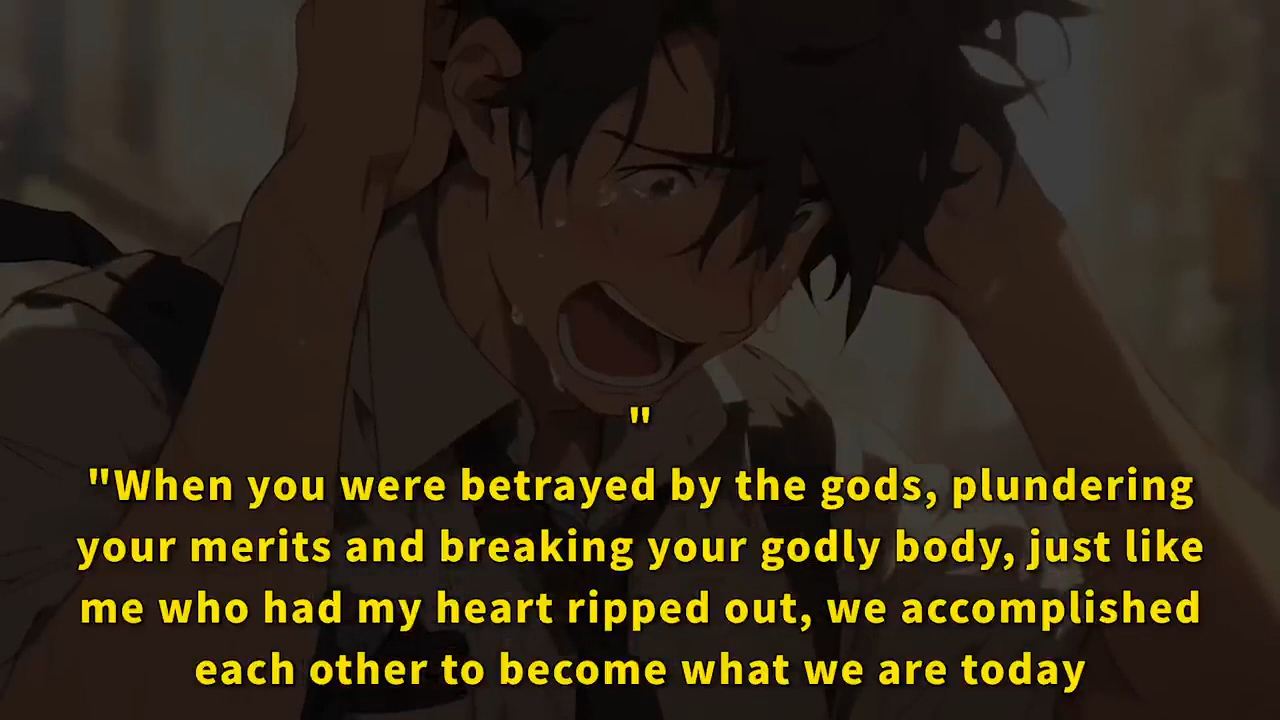 "
"When you were betrayed by the gods, plundering
your merits and breaking your godly body, just like
me who had my heart ripped out, we accomplished
each other to become what we are today